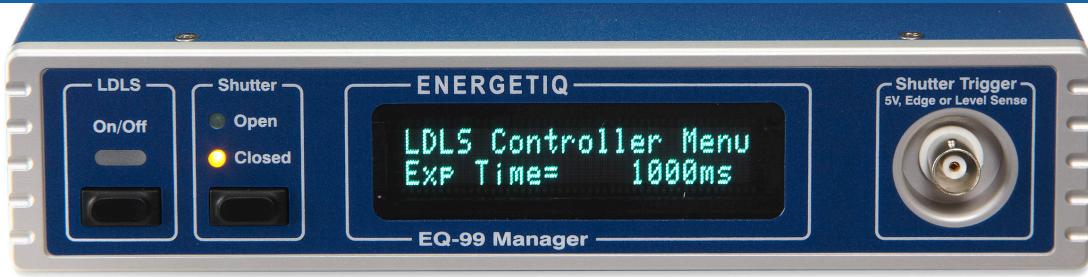 LDLS
On/Off
Shutter
Open
Closed
ENERGETIQ
LDLS Controller Menu
Exp Time= 1000ms
EQ-99 Manager
Shutter Trigger
5V, Edge or Level Sense